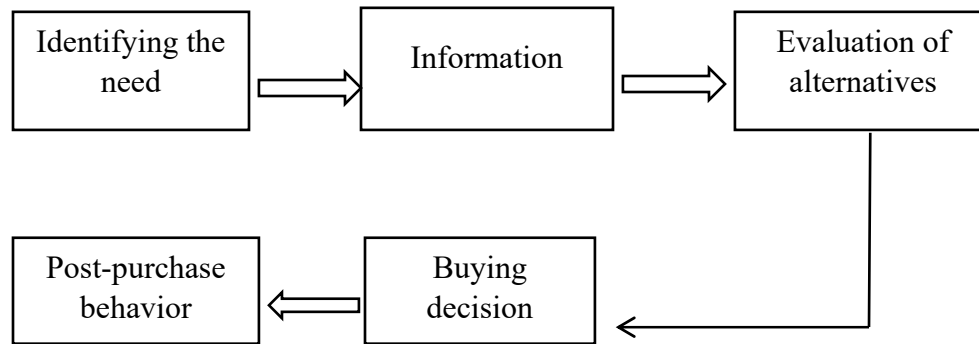 Identifying the
need
Information
Evaluation of
alternatives
Buying
decision
Post-purchase
behavior